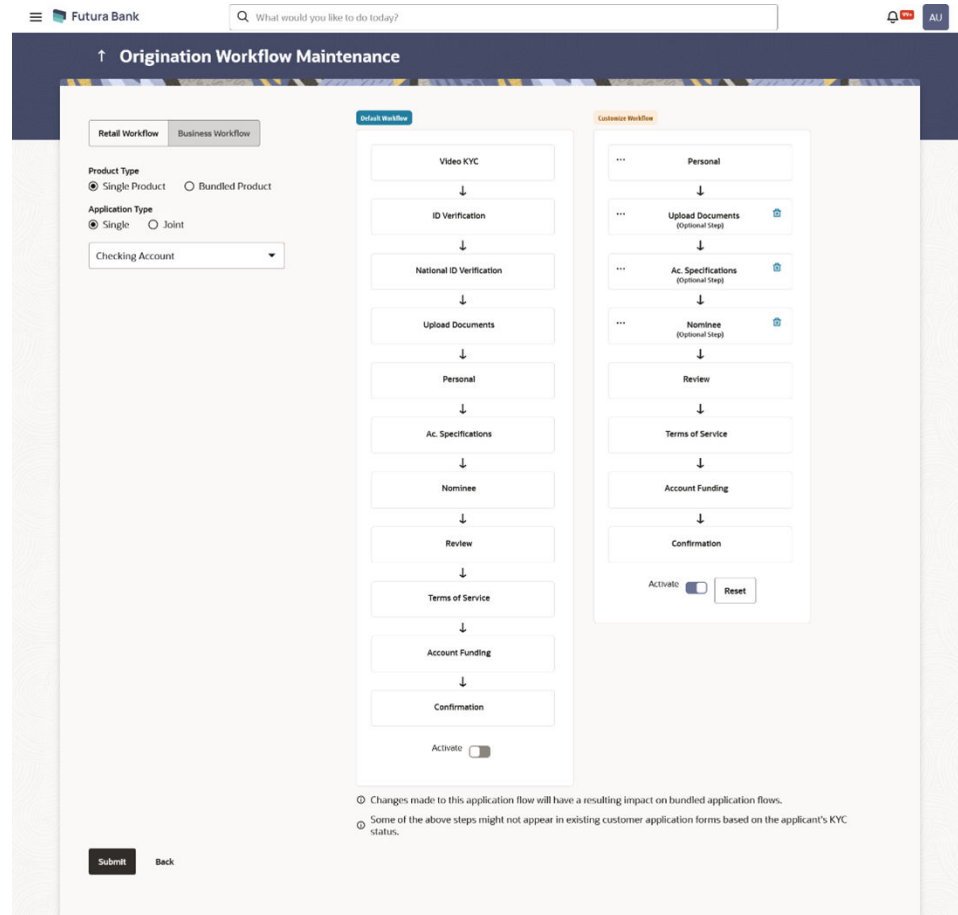 Futura Bank
What would you like to do today?
99+
AU
Origination Workflow Maintenance
Retail Workflow
Business Workflow
Product Type
Single Product
Bundled Product
Application Type
Single
Joint
Checking Account
Default Workflow
Video KYC
ID Verification
National ID Verification
Upload Documents
Personal
Ac. Specifications
Nominee
Review
Terms of Service
Account Funding
Confirmation
Activate
Customize Workflow
Personal
Upload Documents
(Optional Step)
Ac. Specifications
(Optional Step)
Nominee
(Optional Step)
Review
Terms of Service
Account Funding
Confirmation
Activate
Reset
Changes made to this application flow will have a resulting impact on bundled application flows.
Some of the above steps might not appear in existing customer application forms based on the applicant's KYC
status.
Submit
Back